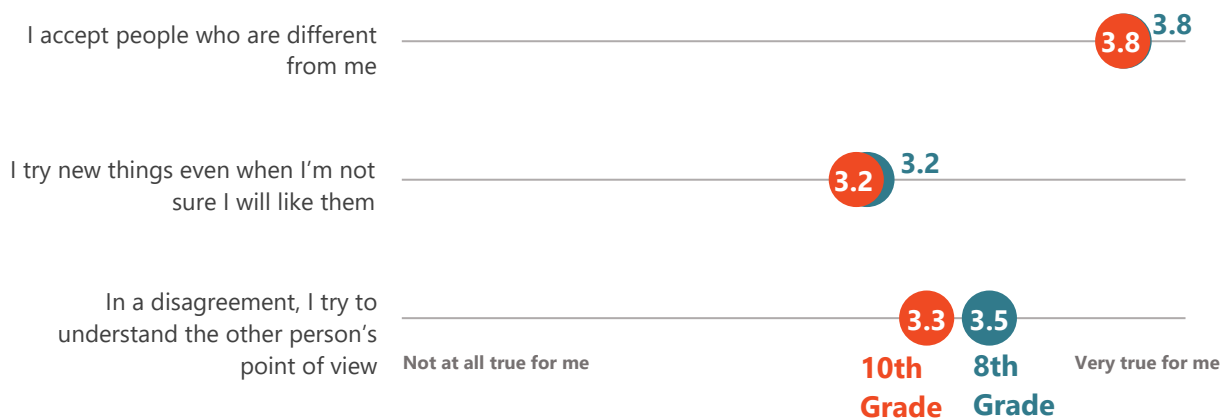 I accept people who are different
from me
3.8
3.8
I try new things even when I’m not
sure I will like them
3.2
3.2
In a disagreement, I try to
understand the other person’s
point of view
3.3
3.5
Not at all true for me
10th
Grade
8th
Grade
Very true for me